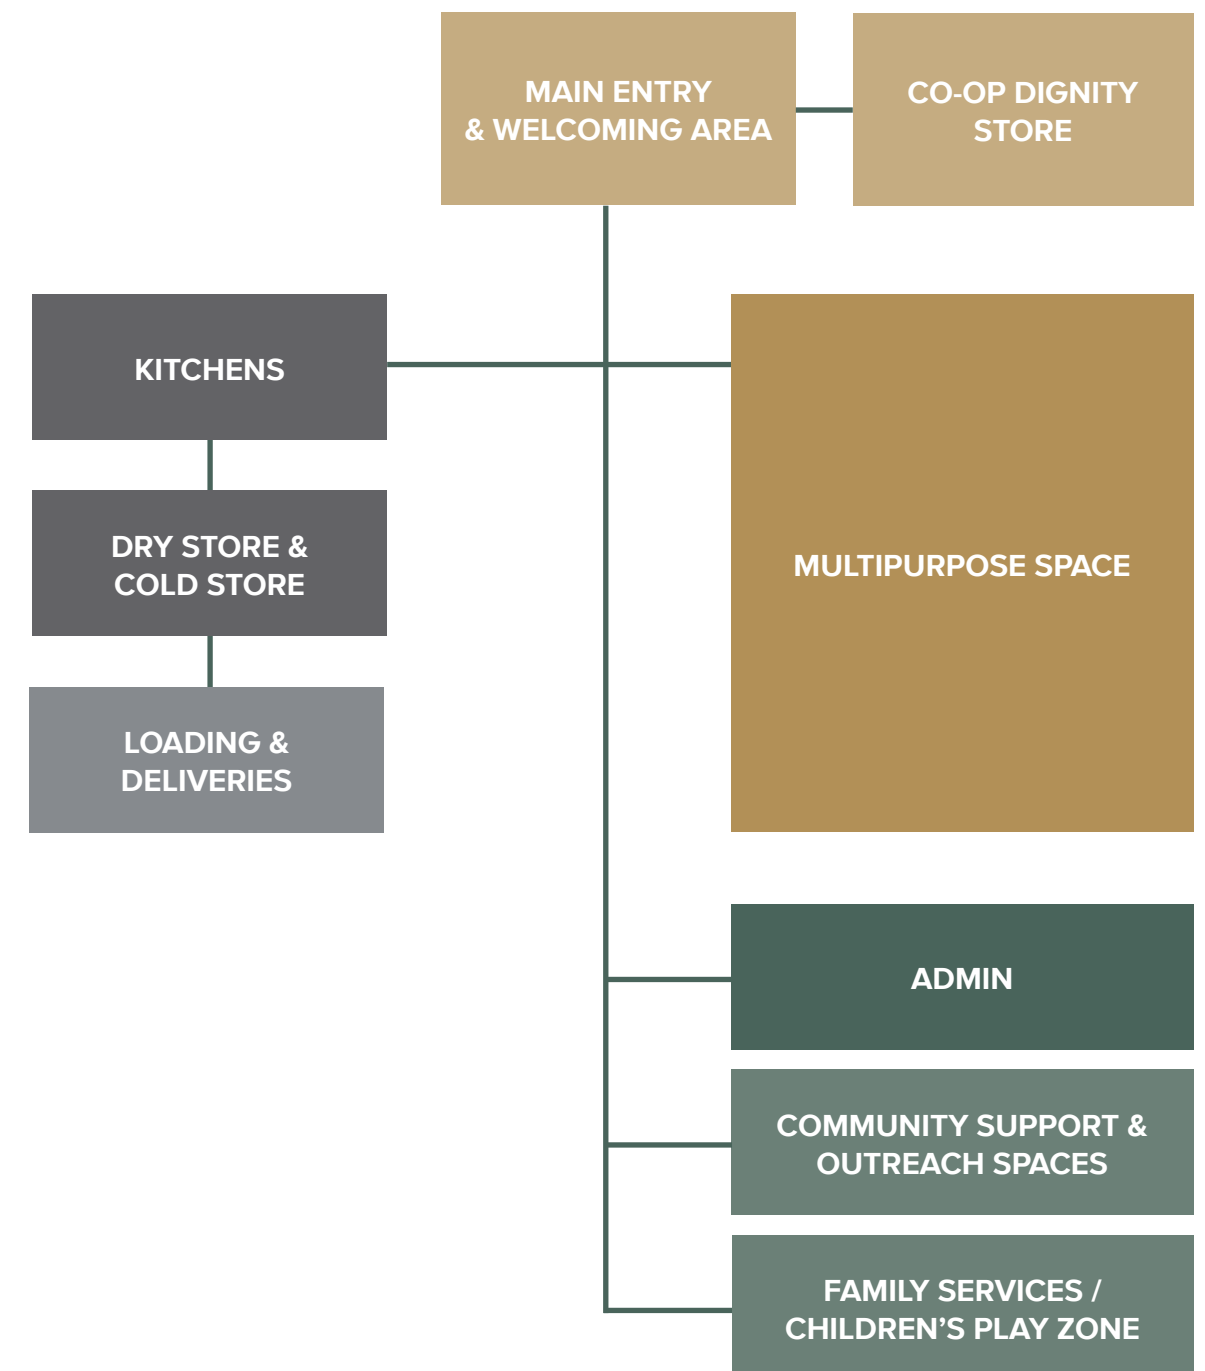 MAIN ENTRY
& WELCOMING AREA
CO-OP DIGNITY
STORE
KITCHENS
DRY STORE &
COLD STORE
LOADING &
DELIVERIES
MULTIPURPOSE SPACE
ADMIN
COMMUNITY SUPPORT &
OUTREACH SPACES
FAMILY SERVICES /
CHILDREN’S PLAY ZONE